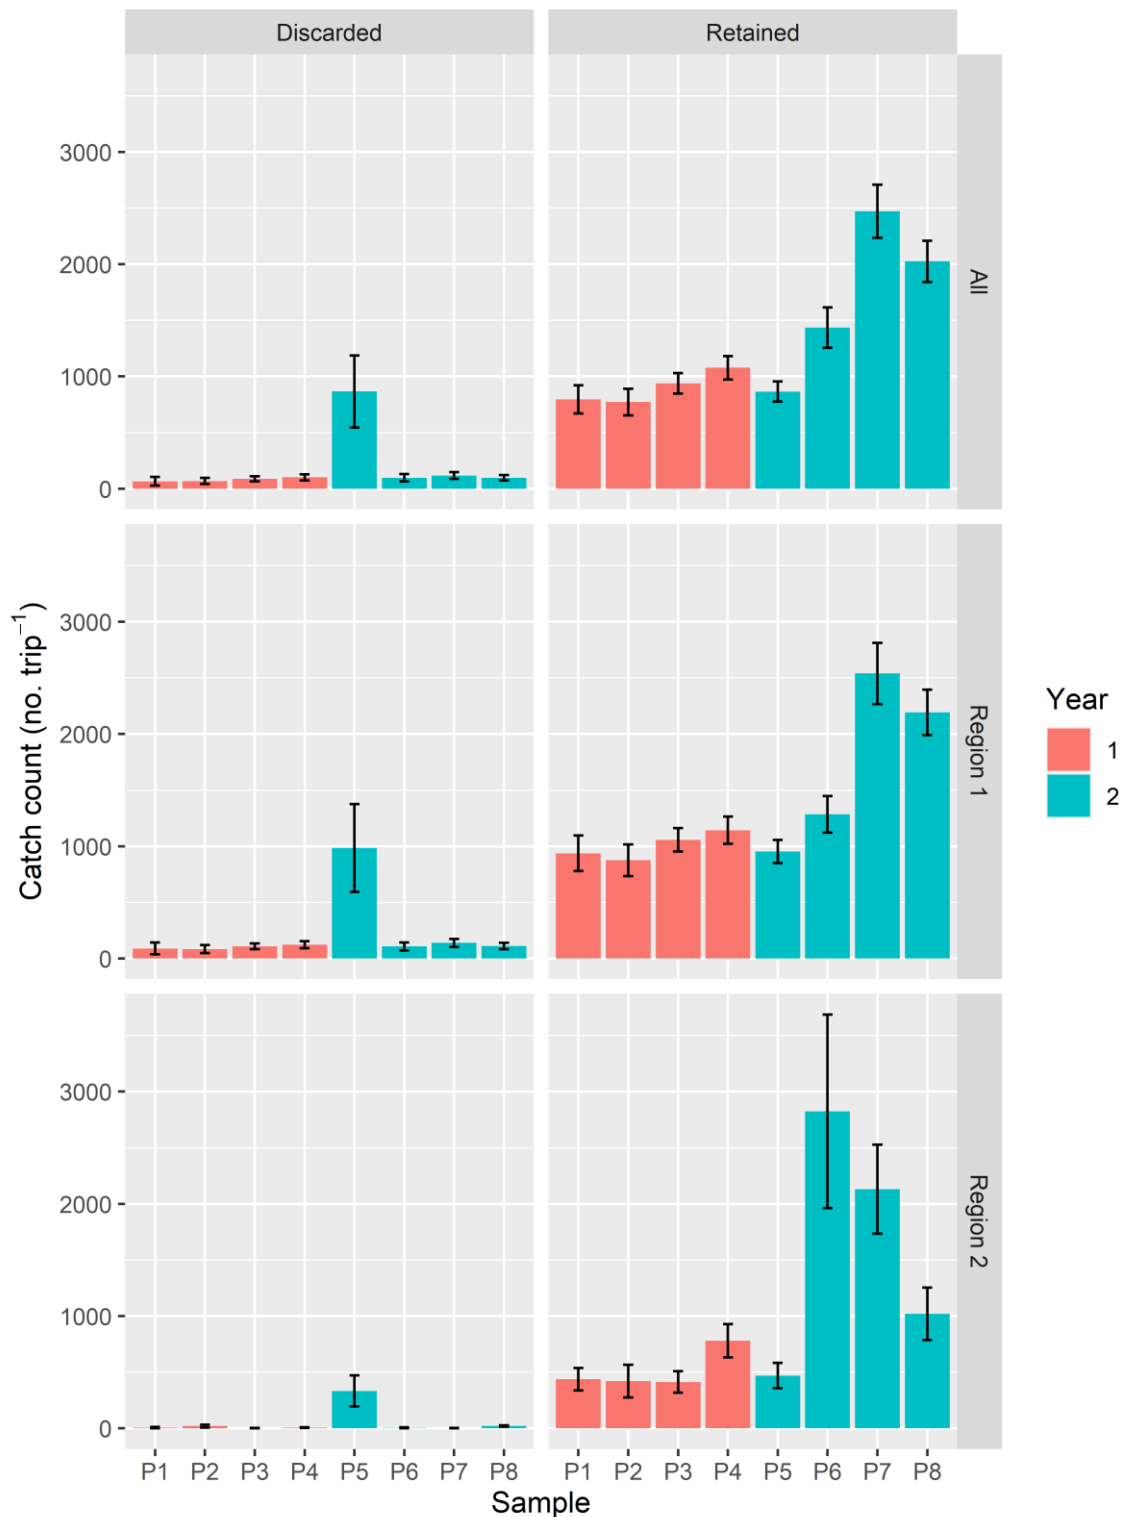 Discarded Retained
3000
2000
1000
0
All
3000
2000
1000
0
Region 1
3000
2000
1000
0
Region 2
Catch count (no. trip⁻¹)
P1 P2 P3 P4 P5 P6 P7 P8 P1 P2 P3 P4 P5 P6 P7 P8
Sample
Year
1
2